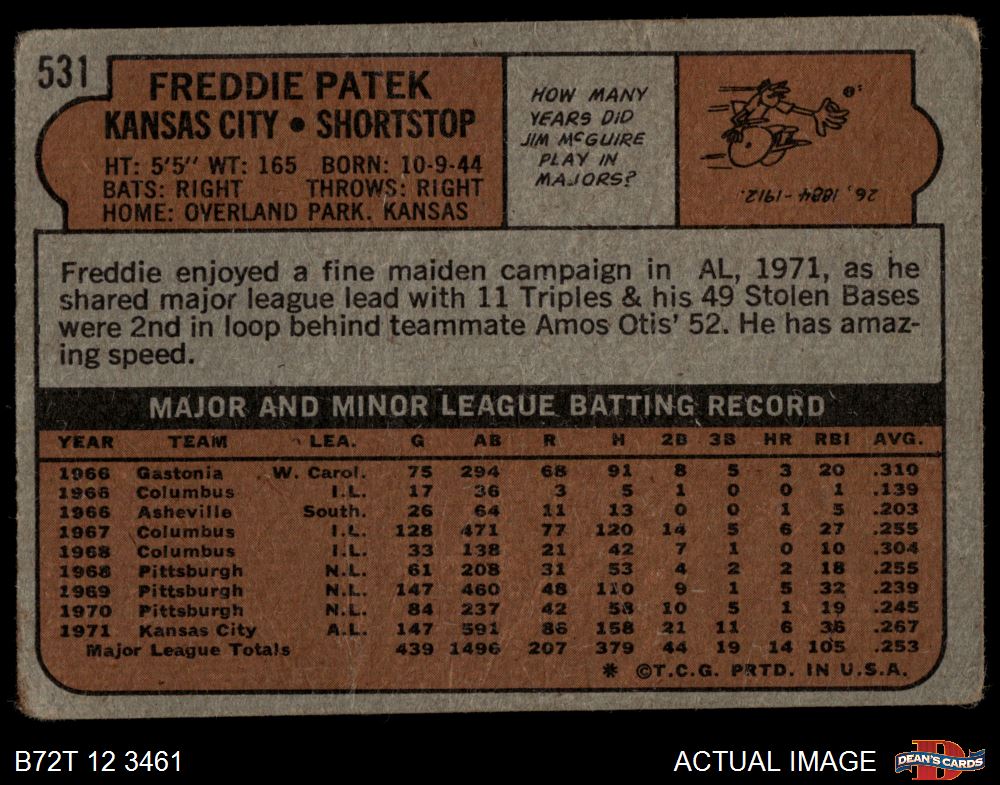 531
FREDDIE PATEK
KANSAS CITY • SHORTSTOP
HT: 5'5" WT: 165 BORN: 10-9-44
BATS: RIGHT THROWS: RIGHT
HOME: OVERLAND PARK. KANSAS
HOW MANY
YEARS DID
JIM McGUIRE
PLAY IN
MAJORS?
26, 1884-1912.
Freddie enjoyed a fine maiden campaign in AL, 1971, as he
shared major league lead with 11 Triples & his 49 Stolen Bases
were 2nd in loop behind teammate Amos Otis' 52. He has amaz-
ing speed.
MAJOR AND MINOR LEAGUE BATTING RECORD
YEAR TEAM LEA. G AB R H 2B 3B HR RBI AVG.
1966 Gastonia W. Carol. 75 294 68 91 8 5 3 20 .310
1966 Columbus I.L. 17 36 3 5 1 0 0 1 .139
1966 Asheville South. 26 64 11 13 0 0 1 5 .203
1967 Columbus I.L. 128 471 77 120 14 5 6 27 .255
1968 Columbus I.L. 33 138 21 42 7 1 0 10 .304
1968 Pittsburgh N.L. 61 208 31 53 4 2 2 18 .255
1969 Pittsburgh N.L. 147 460 48 110 9 1 5 32 .239
1970 Pittsburgh N.L. 84 237 42 58 10 5 1 19 .245
1971 Kansas City A.L. 147 591 86 158 21 11 6 36 .267
Major League Totals 439 1496 207 379 44 19 14 105 .253
* ©T.C.G. PRTD. IN U.S.A.
B72T 12 3461
ACTUAL IMAGE
DEAN'S CARDS